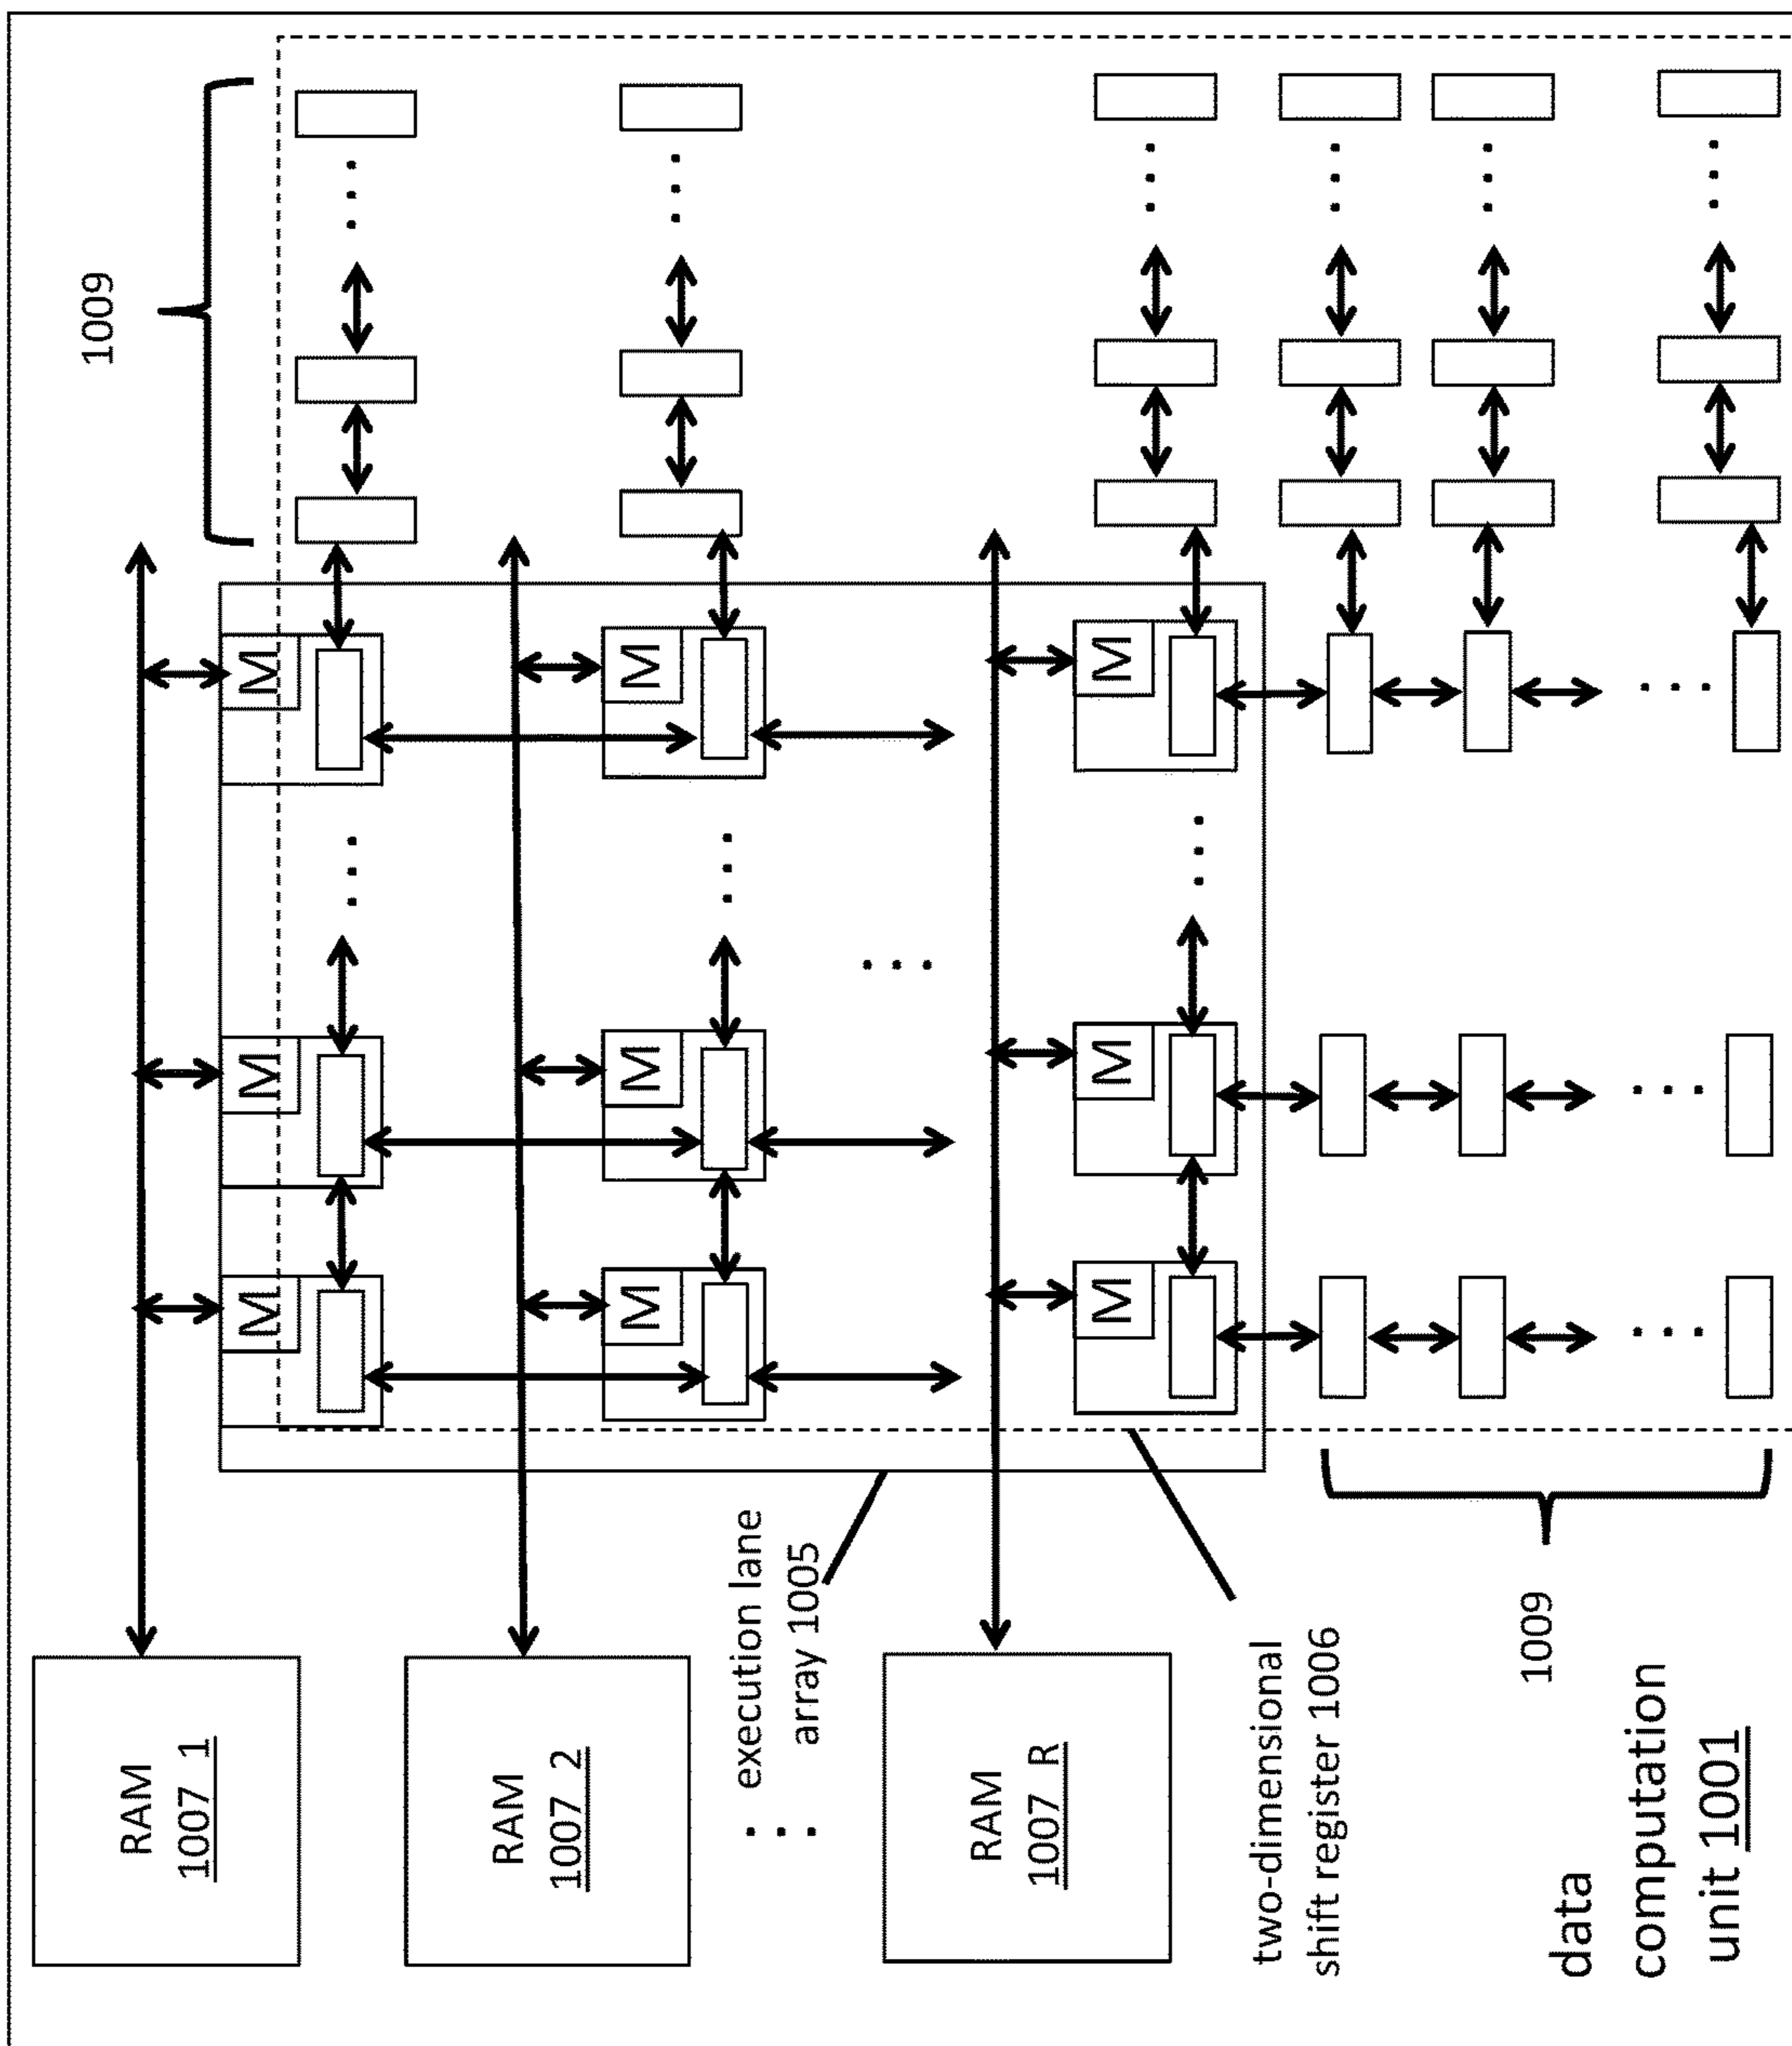 1009
RAM
1007_1
M M M
RAM
1007_2
M M M
execution lane
array 1005
RAM
1007_R
M M M
two-dimensional
shift register 1006
1009
data
computation
unit 1001